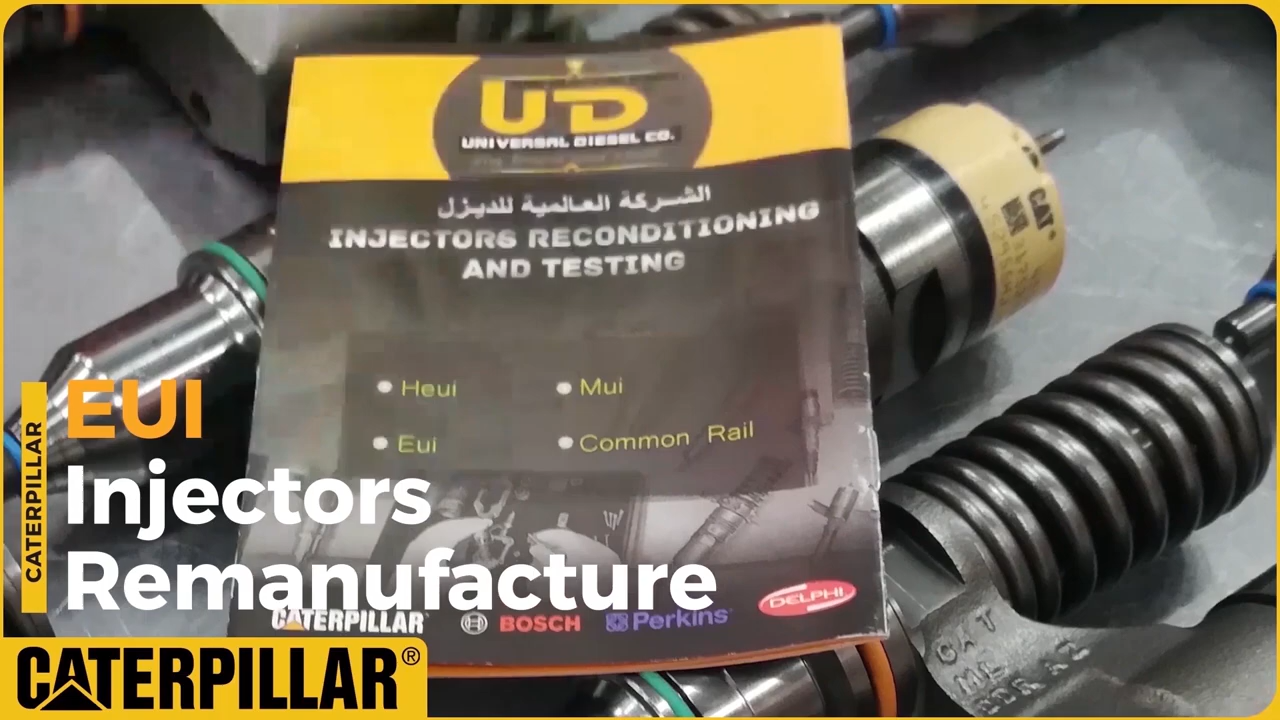 UD
UNIVERSAL DIESEL CO.
الشركة العالمية للديزل
INJECTORS RECONDITIONING
AND TESTING
Heui
Mui
Eui
Common Rail
CATERPILLAR
BOSCH
Perkins
DELPHI
CAT
CAT
EUI
Injectors
Remanufacture
CATERPILLAR
CATERPILLAR®